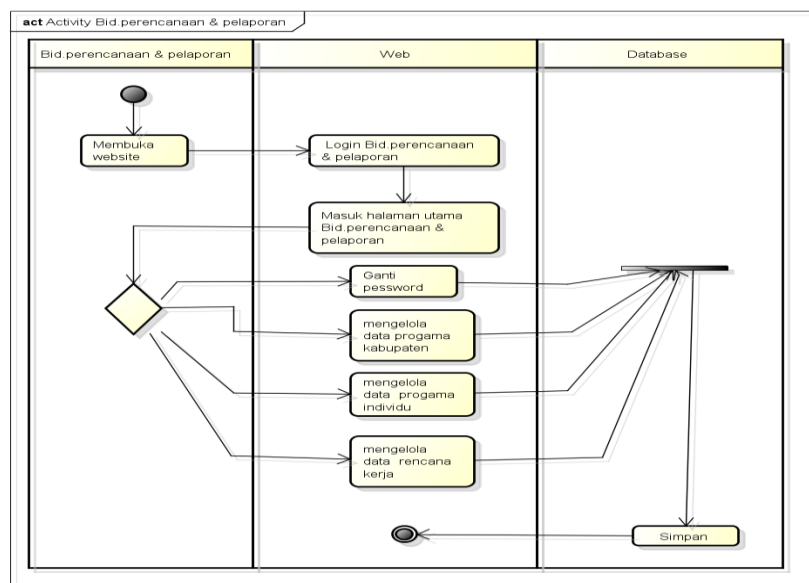 act Activity Bid.perencanaan & pelaporan
Bid.perencanaan & pelaporan
Web
Database
Membuka
website
Login Bid.perencanaan
& pelaporan
Masuk halaman utama
Bid.perencanaan &
pelaporan
Ganti
pessword
mengelola
data progama
kabupaten
mengelola
data progama
individu
mengelola
data rencana
kerja
Simpan